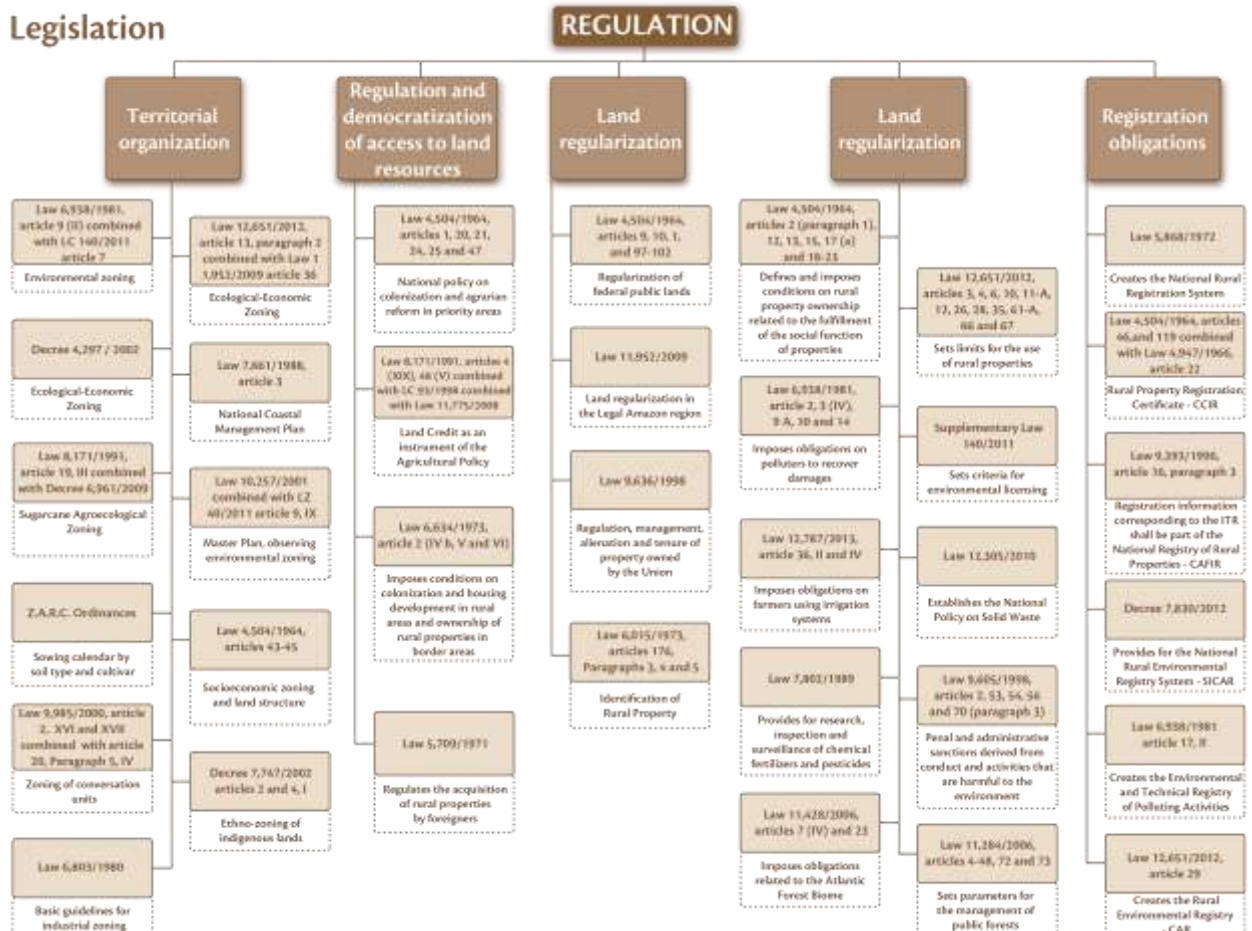 Legislation
REGULATION
Territorial
organization
Law 6,938/1981,
article 9 (II) combined
with LC 140/2011
article 7
Environmental zoning
Decree 4,297 / 2002
Ecological-Economic
Zoning
Law 8,171/1991,
article 19, III combined
with Decree 6,961/2009
Sugarcane Agroecological
Zoning
Z.A.R.C. Ordinances
Sowing calendar by
soil type and cultivar
Law 9,985/2000, article
2, XVI and XVII
combined with article
20, Paragraph 5, IV
Zoning of conversation
units
Law 6,803/1980
Basic guidelines for
industrial zoning
Law 12,651/2012,
article 13, paragraph 2
combined with Law 1
1,952/2009 article 36
Ecological-Economic
Zoning
Law 7,661/1988,
article 3
National Coastal
Management Plan
Law 10,257/2001
combined with LZ
40/2011 article 9, IX
Master Plan, observing
environmental zoning
Law 4,504/1964,
articles 43-45
Socioeconomic zoning
and land structure
Decree 7,747/2002
articles 2 and 4, I
Ethno-zoning of
indigenous lands
Regulation and
democratization
of access to land
resources
Law 4,504/1964,
articles 1, 20, 21,
24, 25 and 47
National policy on
colonization and agrarian
reform in priority areas
Law 8,171/1991, articles 4
(XIX), 48 (V) combined
with LC 93/1998 combined
with Law 11,775/2008
Land Credit as an
instrument of the
Agricultural Policy
Law 6,634/1973,
article 2 (IV b, V and VI)
Imposes conditions on
colonization and housing
development in rural
areas and ownership of
rural properties in
border areas
Law 5,709/1971
Regulates the acquisition
of rural properties
by foreigners
Land
regularization
Law 4,504/1964,
articles 9, 10, 1,
and 97-102
Regularization of
federal public lands
Law 11,952/2009
Land regularization in
the Legal Amazon region
Law 9,636/1998
Regulation, management,
alienation and tenure of
property owned
by the Union
Law 6,015/1973,
articles 176,
Paragraphs 3, 4 and 5
Identification of
Rural Property
Land
regularization
Law 4,504/1964,
articles 2 (paragraph 1),
12, 13, 15, 17 (a)
and 18-23
Defines and imposes
conditions on rural
property ownership
related to the fulfillment
of the social function
of properties
Law 6,938/1981,
article 2, 3 (IV),
9 A, 10 and 14
Imposes obligations on
polluters to recover
damages
Law 12,787/2013,
article 36, II and IV
Imposes obligations on
farmers using irrigation
systems
Law 7,802/1989
Provides for research,
inspection and
surveillance of chemical
fertilizers and pesticides
Law 11,428/2006,
articles 7 (IV) and 23
Imposes obligations
related to the Atlantic
Forest Biome
Law 12,651/2012,
articles 3, 4, 6, 10, 11-A,
12, 26, 28, 35, 61-A,
66 and 67
Sets limits for the use
of rural properties
Supplementary Law
140/2011
Sets criteria for
environmental licensing
Law 12,305/2010
Establishes the National
Policy on Solid Waste
Law 9,605/1998,
articles 2, 53, 54, 56
and 70 (paragraph 3)
Penal and administrative
sanctions derived from
conduct and activities that
are harmful to the
environment
Law 11,284/2006,
articles 4-48, 72 and 73
Sets parameters for
the management of
public forests
Registration
obligations
Law 5,868/1972
Creates the National Rural
Registration System
Law 4,504/1964, articles
46,and 119 combined
with Law 4,947/1966,
article 22
Rural Property Registration
Certificate - CCIR
Law 9,393/1996,
article 16, paragraph 3
Registration information
corresponding to the ITR
shall be part of the
National Registry of Rural
Properties - CAFIR
Decree 7,830/2012
Provides for the National
Rural Environmental
Registry System - SICAR
Law 6,938/1981
article 17, II
Creates the Environmental
and Technical Registry
of Polluting Activities
Law 12,651/2012,
article 29
Creates the Rural
Environmental Registry
- CAR